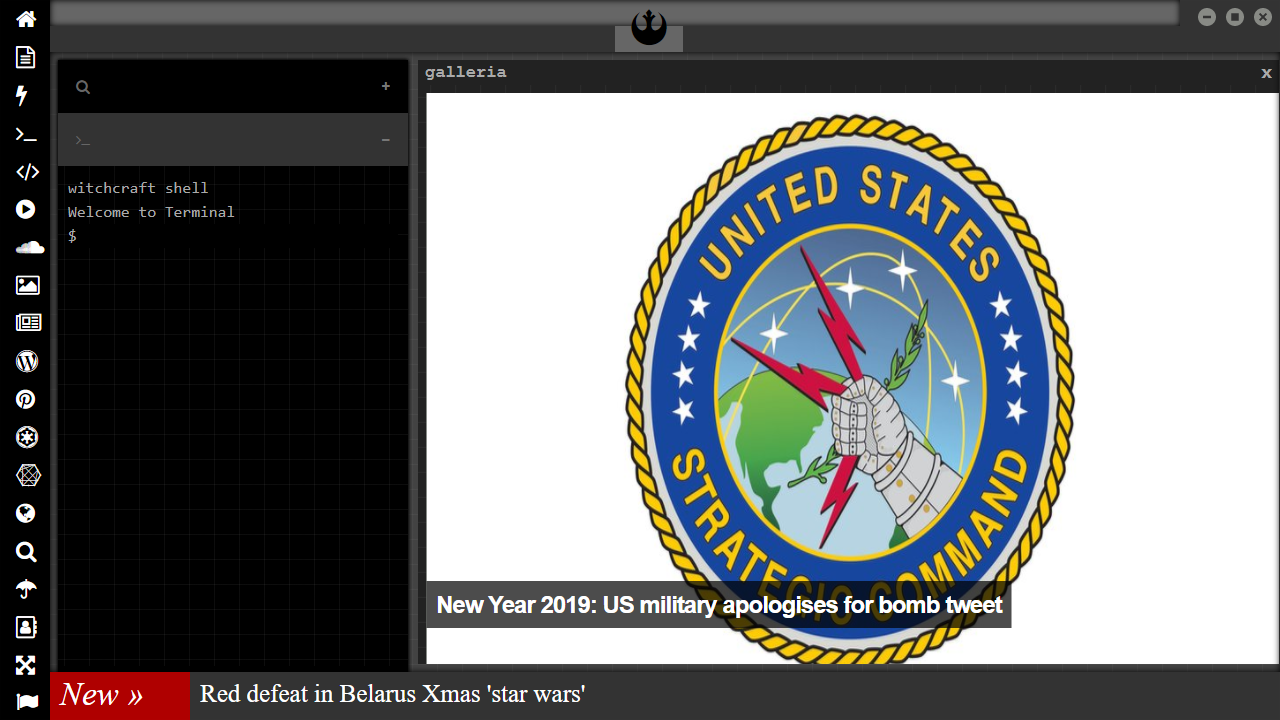 galleria
x
+
>_
−
witchcraft shell
Welcome to Terminal
$
UNITED STATES
STRATEGIC COMMAND
New Year 2019: US military apologises for bomb tweet
New »
Red defeat in Belarus Xmas 'star wars'